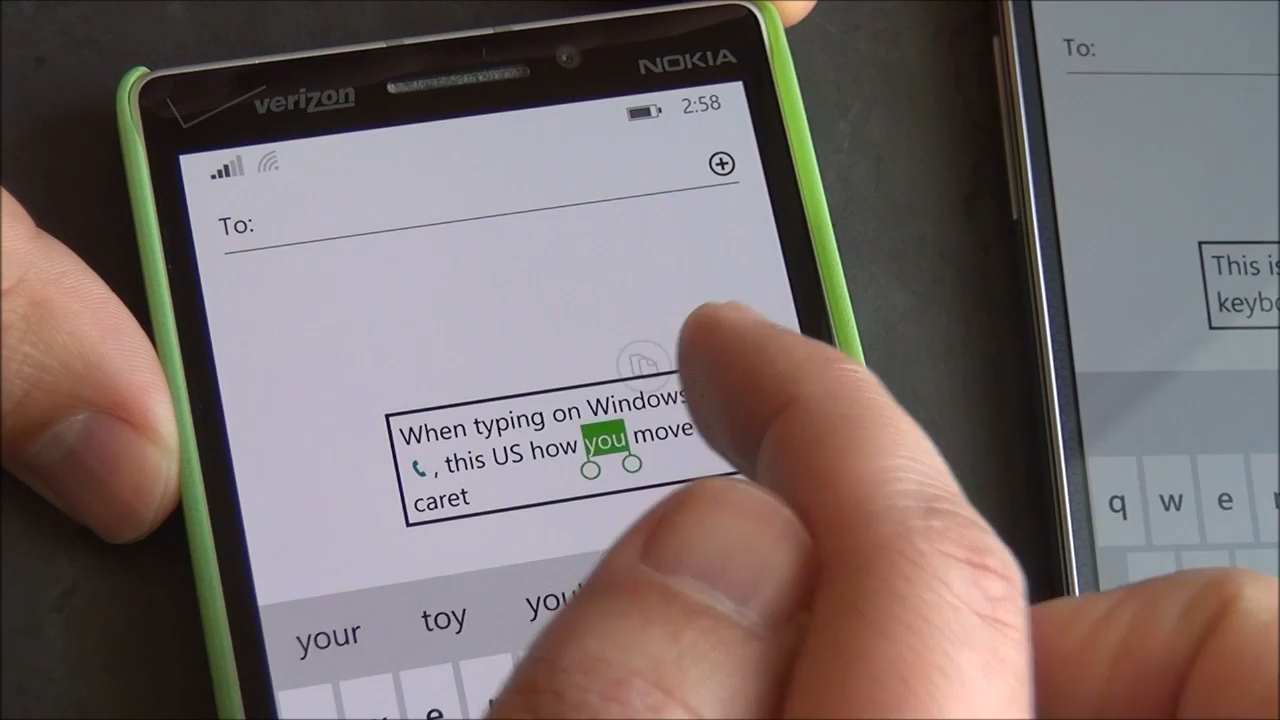 verizon
NOKIA
2:58
To:
When typing on Windows
, this US how you move
caret
your toy you
e
To:
This is
keybo
q w e